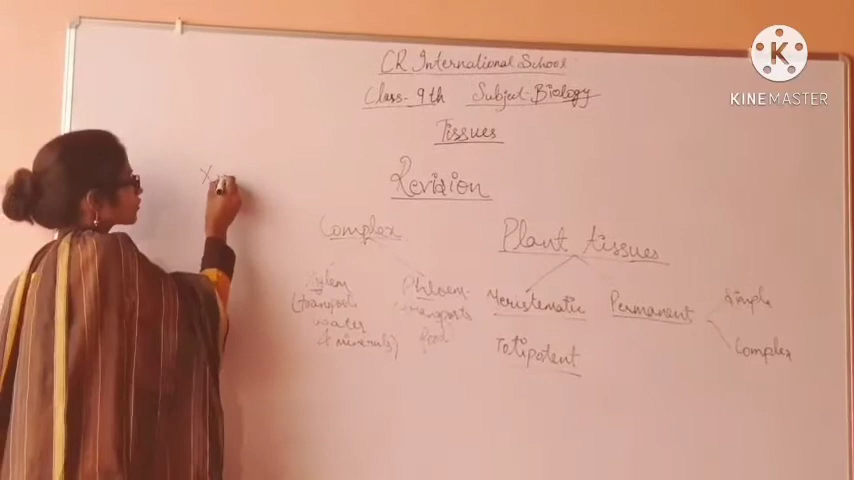 CR International School
Class-9th Subject-Biology
Tissues
Revision
Complex
Xylem
(transports
water
& minerals)
Phloem-
transports
food
Plant tissues
Meristematic
Permanent
Simple
Complex
Totipotent
X
K
KINEMASTER